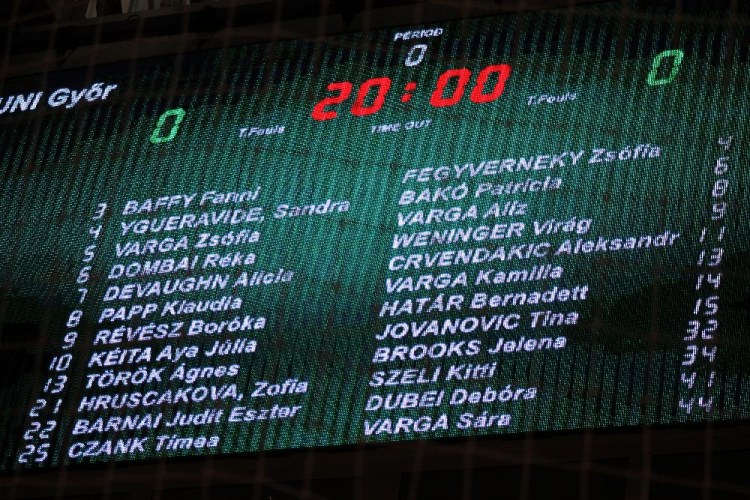 PERIOD
0
UNI Győr
20:00
0
0
T.Fouls
TIME OUT
T.Fouls
3 BAFFY Fanni
4 YGUERAVIDE, Sandra
5 VARGA Zsófia
6 DOMBAI Réka
7 DEVAUGHN Alicia
8 PAPP Klaudia
9 RÉVÉSZ Boróka
10 KÉITA Aya Júlia
13 TÖRÖK Ágnes
21 HRUSCAKOVA, Zofia
22 BARNAI Judit Eszter
25 CZANK Tímea
FEGYVERNEKY Zsófia 4
BAKÓ Patrícia 6
VARGA Alíz 8
WENINGER Virág 9
CRVENDAKIC Aleksandr 11
VARGA Kamilla 13
HATÁR Bernadett 14
JOVANOVIC Tina 15
BROOKS Jelena 32
SZELI Kitti 34
DUBEI Debóra 41
VARGA Sára 44